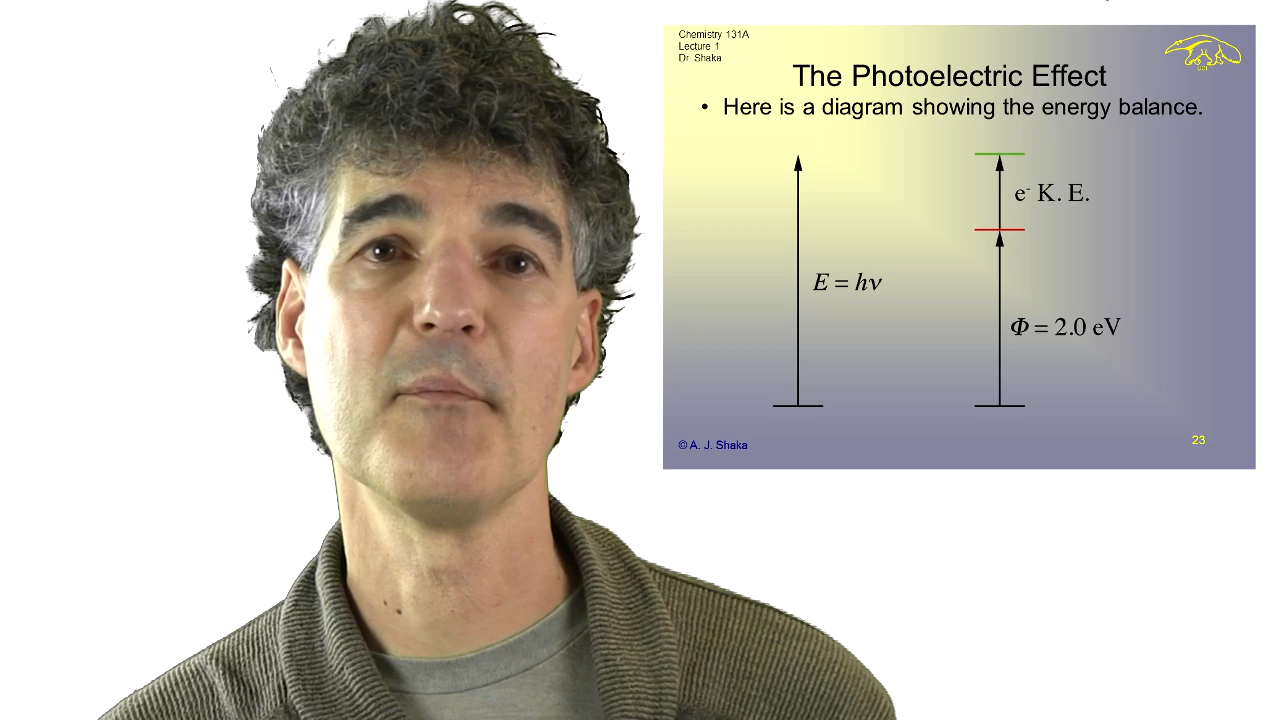 Chemistry 131A
Lecture 1
Dr. Shaka
UCI
The Photoelectric Effect
• Here is a diagram showing the energy balance.
e⁻ K. E.
E = hν
Φ = 2.0 eV
© A. J. Shaka
23